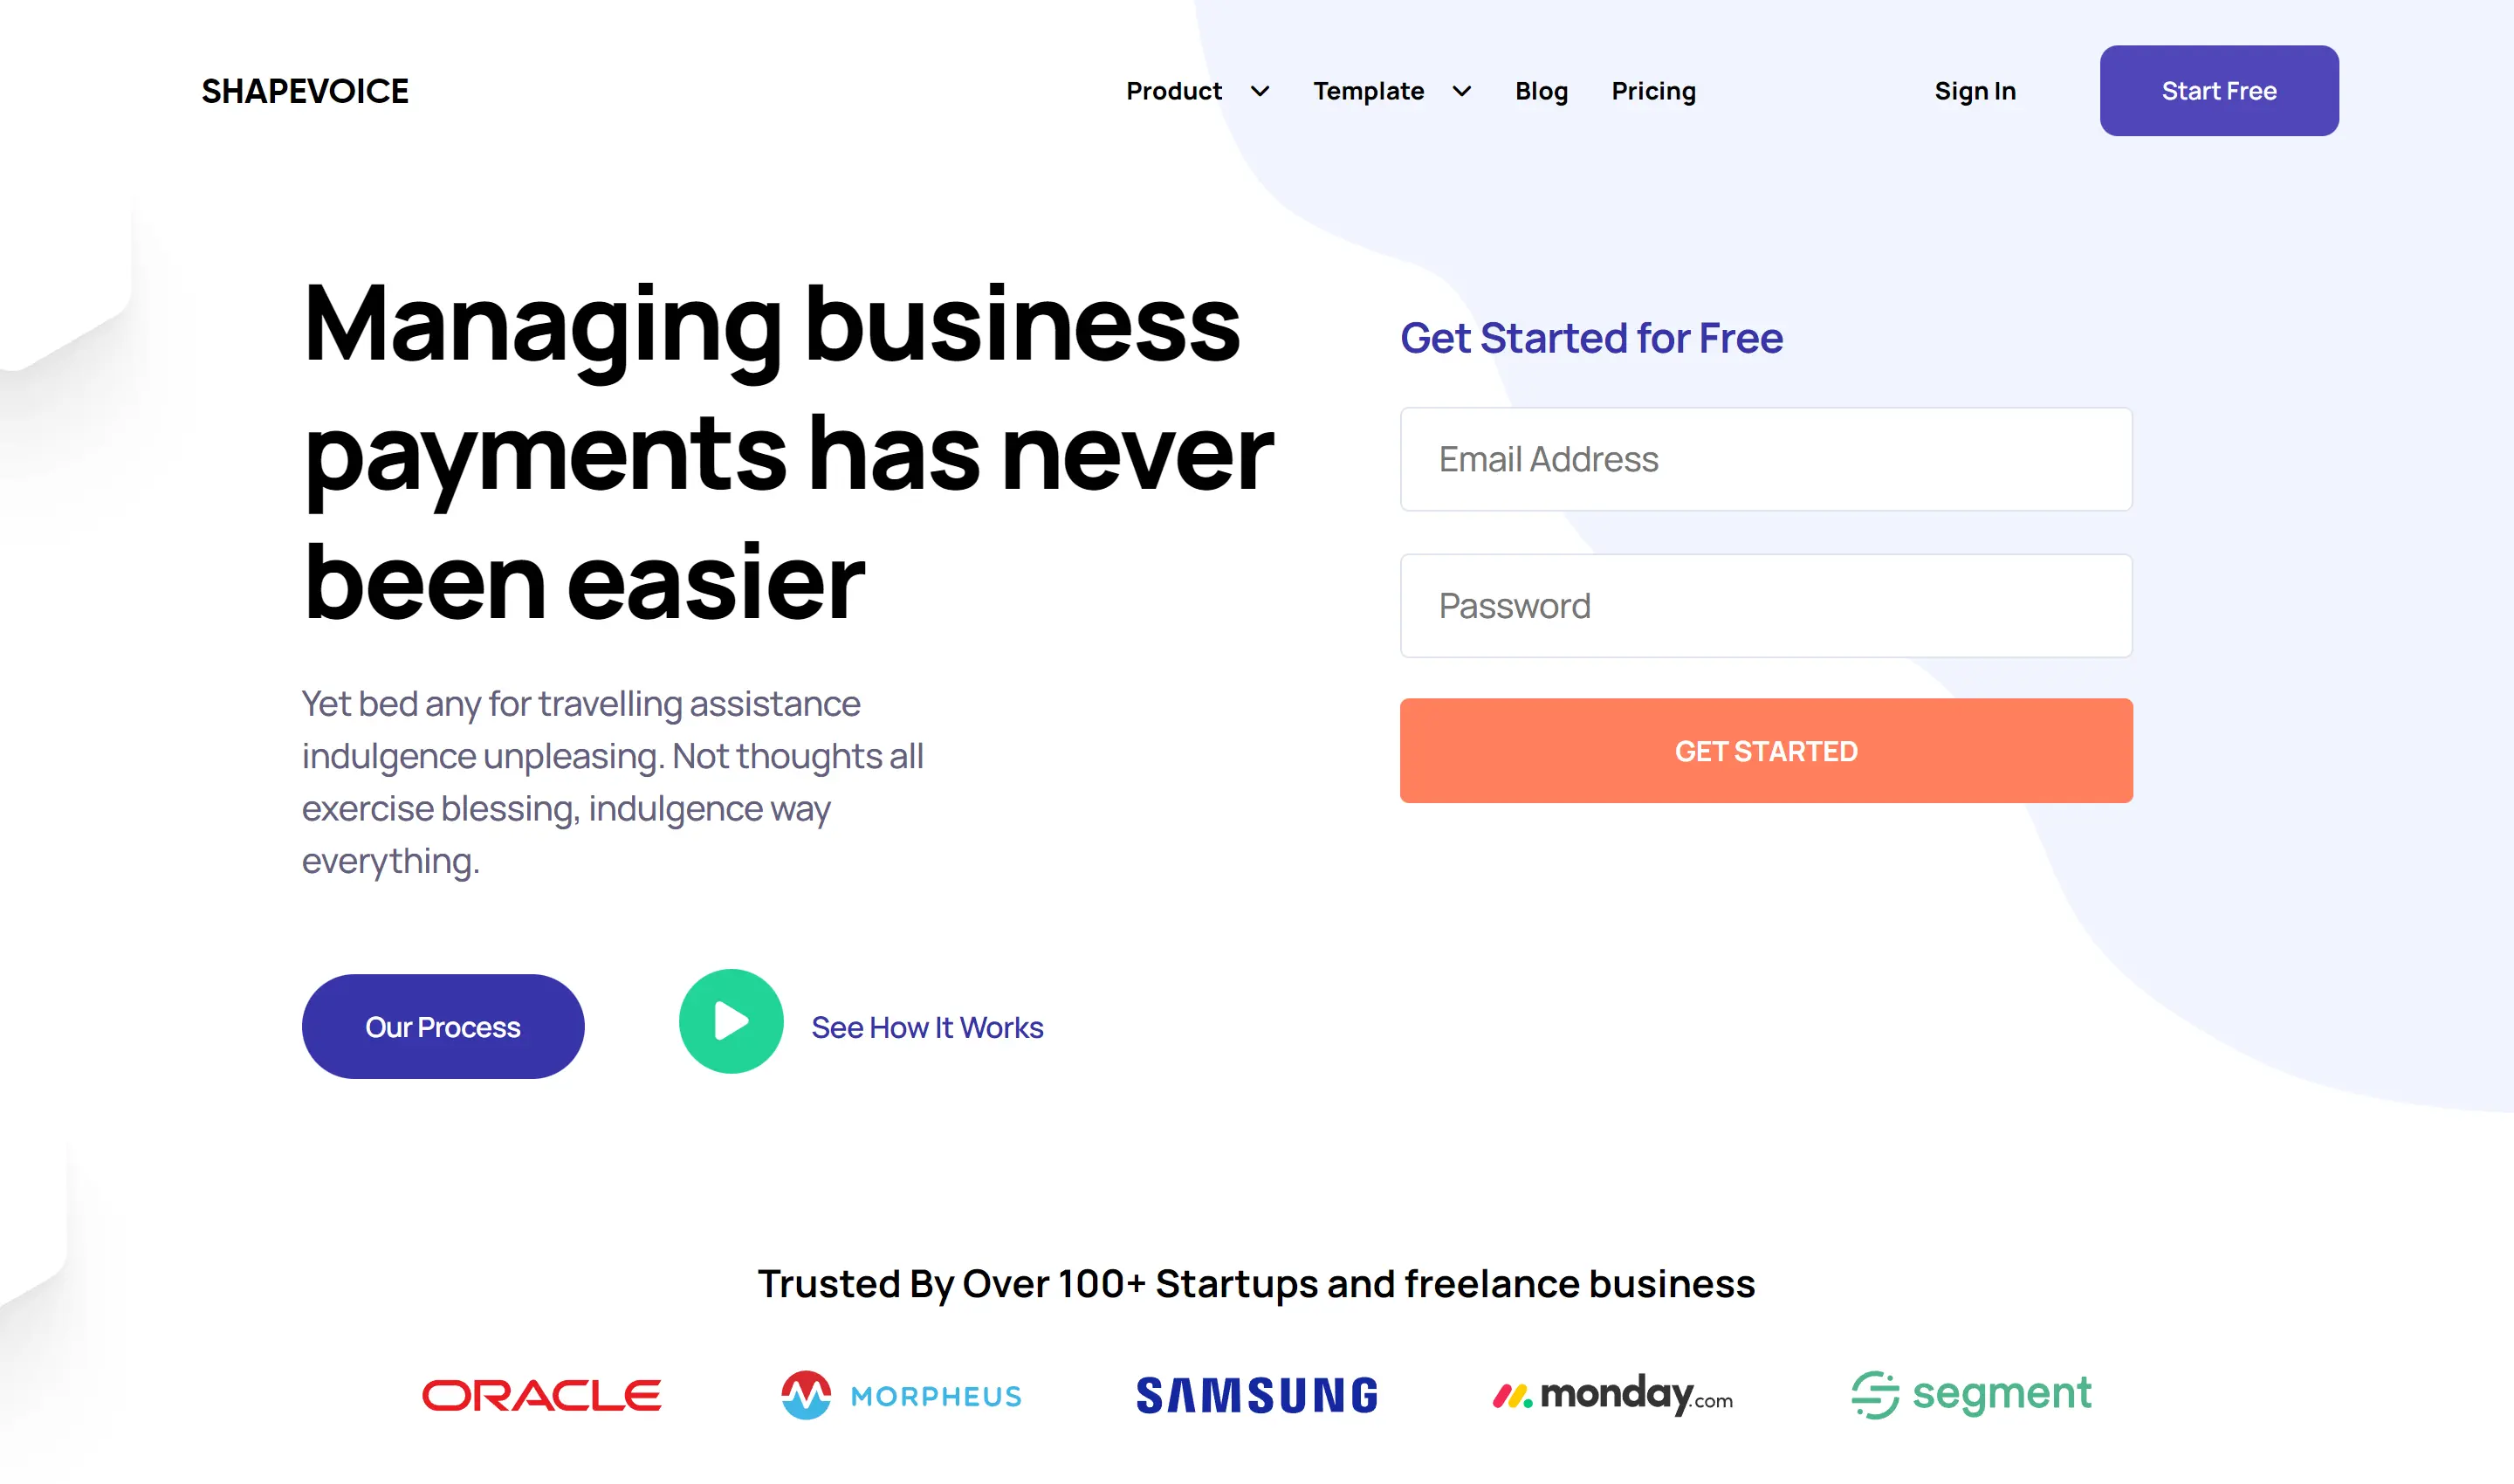 SHAPEVOICE
Product
Template
Blog
Pricing
Sign In
Start Free
Managing business
payments has never
been easier
Yet bed any for travelling assistance
indulgence unpleasing. Not thoughts all
exercise blessing, indulgence way
everything.
Our Process
See How It Works
Get Started for Free
Email Address
Password
GET STARTED
Trusted By Over 100+ Startups and freelance business
ORACLE
MORPHEUS
SAMSUNG
monday.com
segment